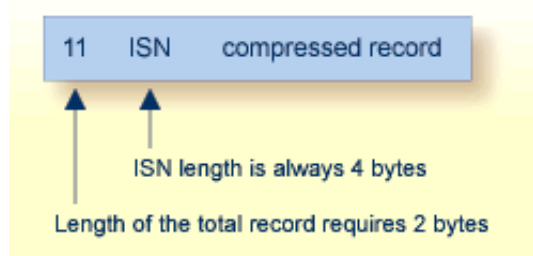 11 ISN compressed record
ISN length is always 4 bytes
Length of the total record requires 2 bytes